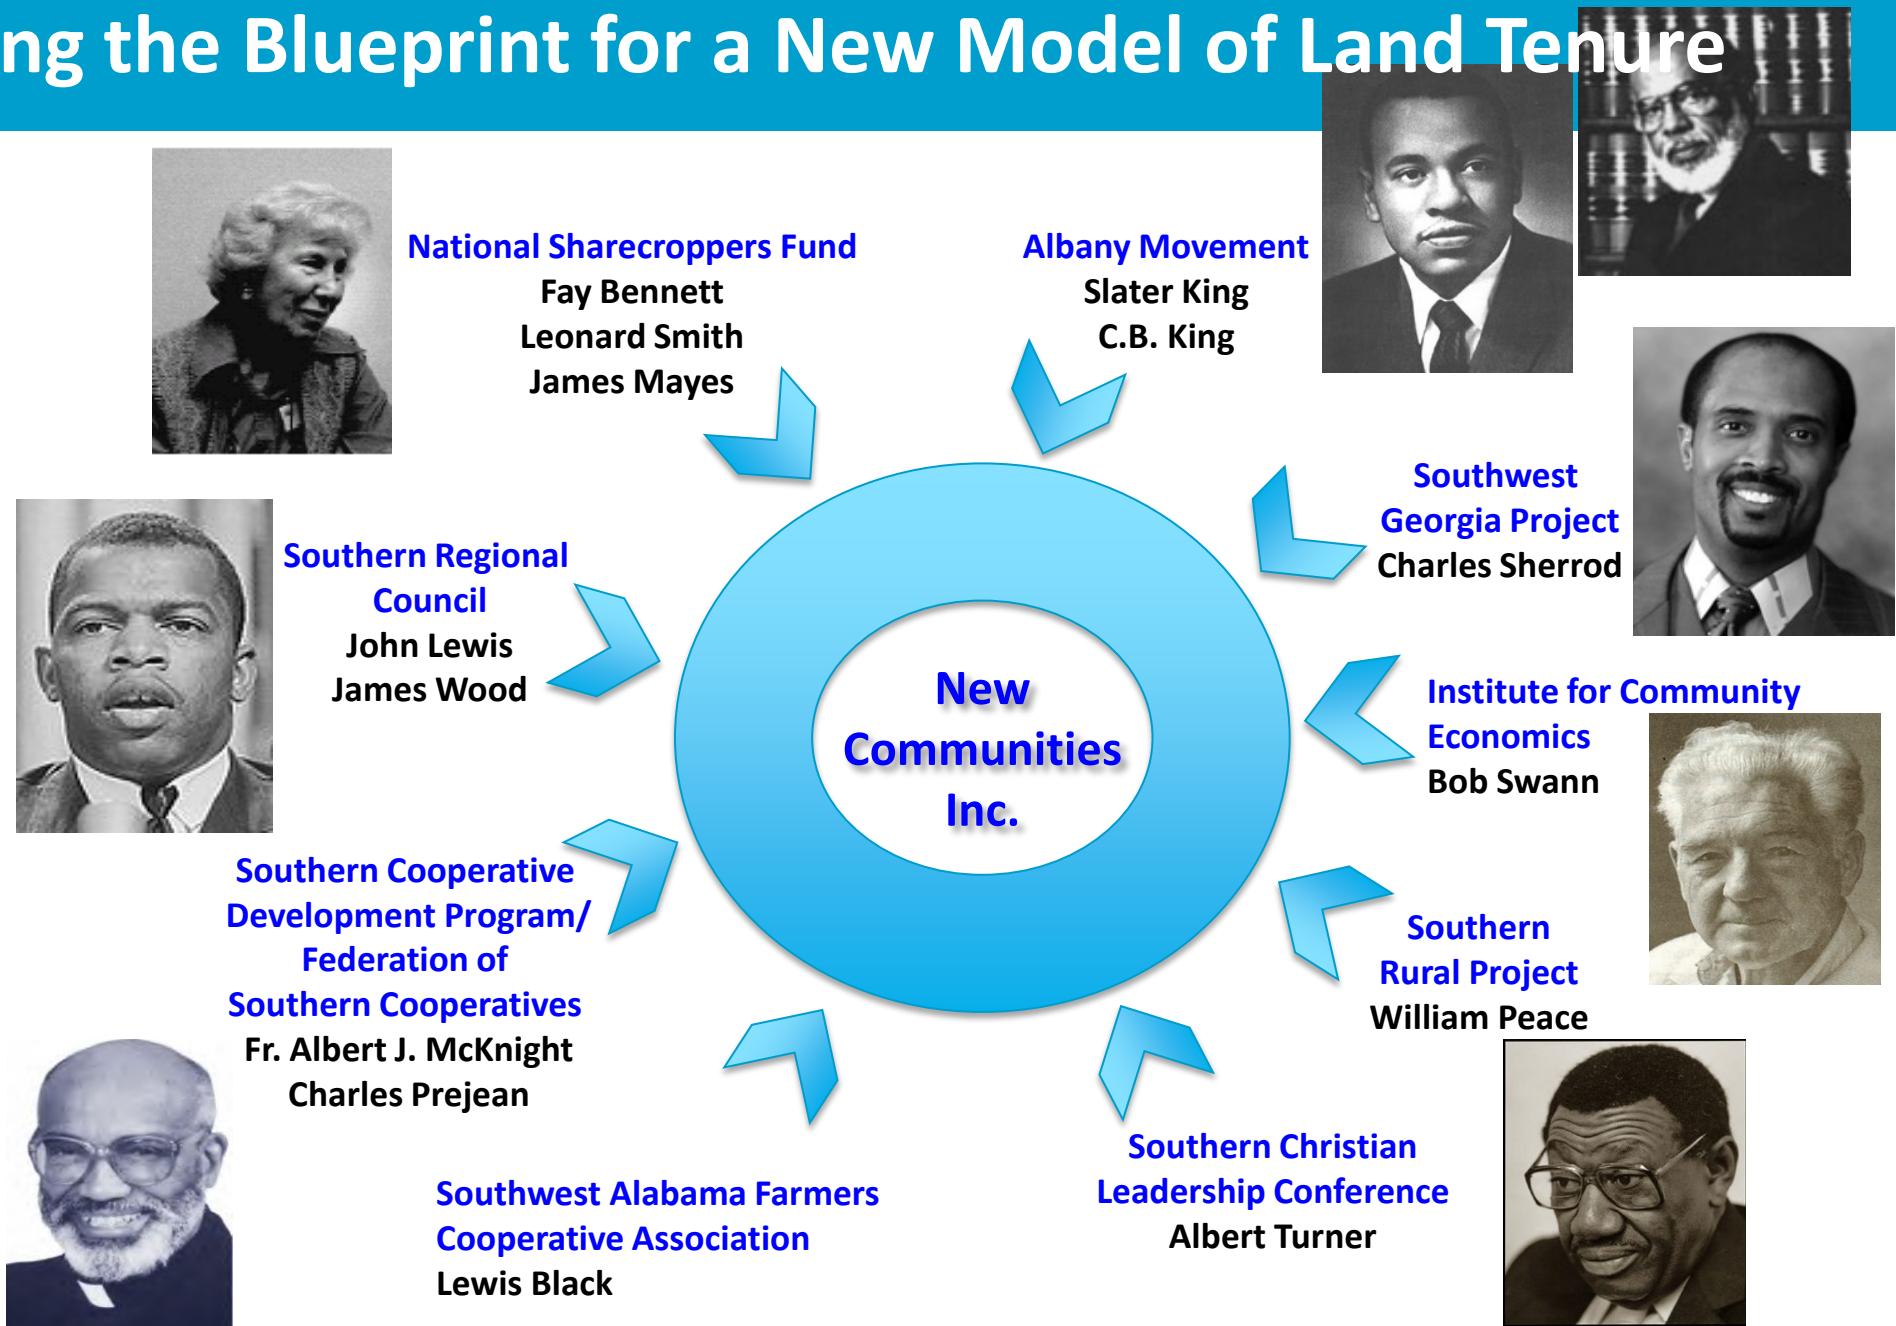 ng the Blueprint for a New Model of Land Tenure
National Sharecroppers Fund
Fay Bennett
Leonard Smith
James Mayes
Albany Movement
Slater King
C.B. King
Southwest
Georgia Project
Charles Sherrod
Southern Regional
Council
John Lewis
James Wood
New
Communities
Inc.
Institute for Community
Economics
Bob Swann
Southern Cooperative
Development Program/
Federation of
Southern Cooperatives
Fr. Albert J. McKnight
Charles Prejean
Southern
Rural Project
William Peace
Southwest Alabama Farmers
Cooperative Association
Lewis Black
Southern Christian
Leadership Conference
Albert Turner